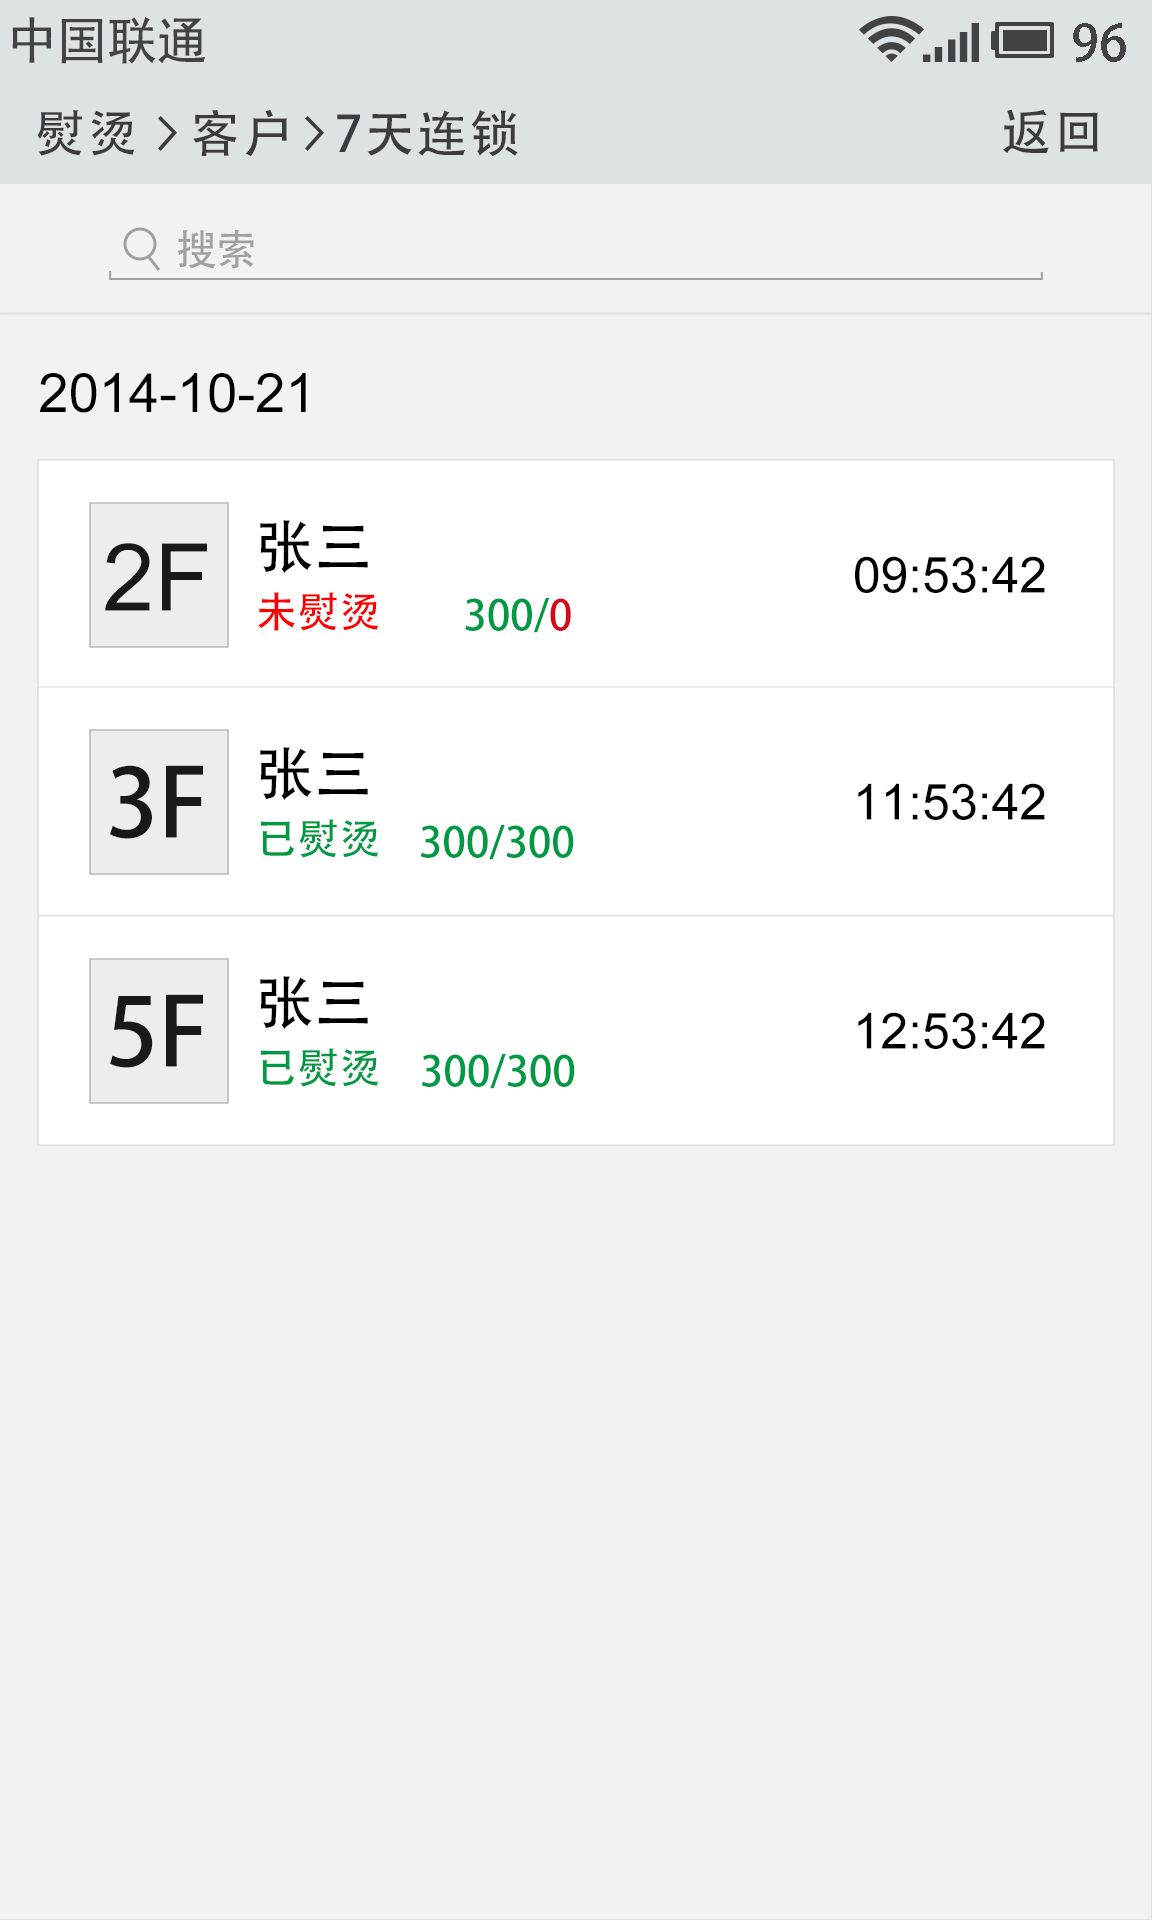 中国联通 96
熨烫 > 客户 > 7天连锁 返回
搜索
2014-10-21
2F 张三 09:53:42
未熨烫 300/0
3F 张三 11:53:42
已熨烫 300/300
5F 张三 12:53:42
已熨烫 300/300